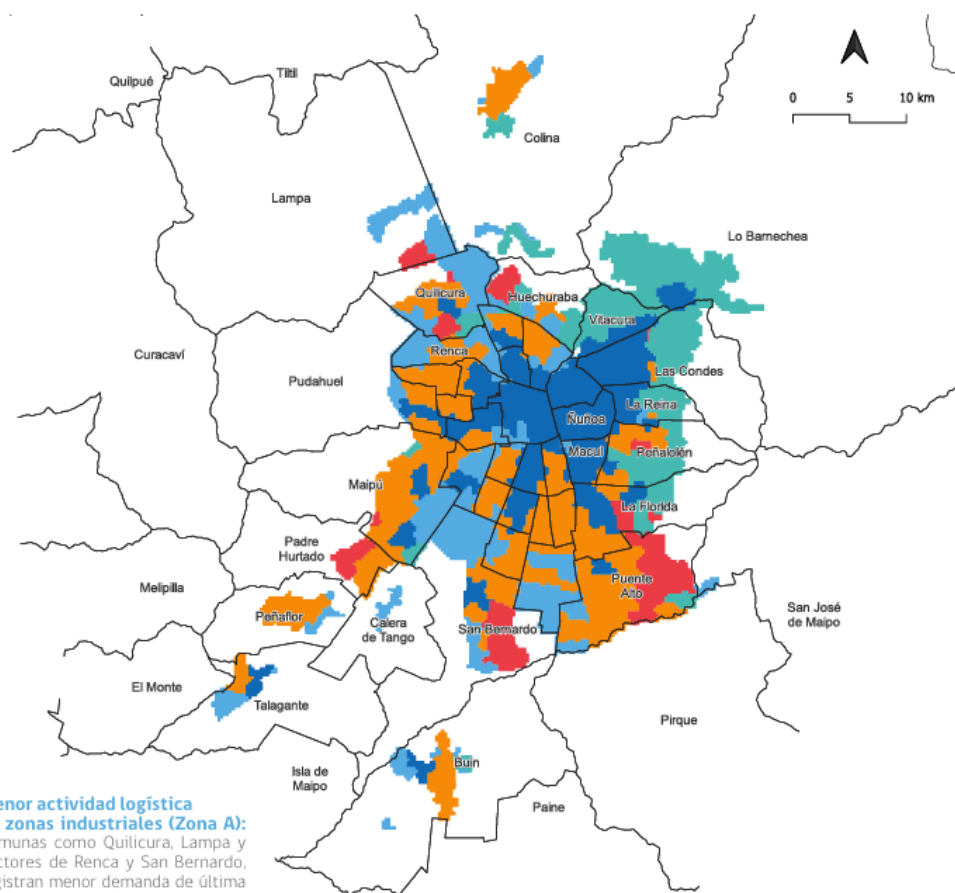 Quilpué
Tiltil
0 5 10 km
Colina
Lampa
Lo Barnechea
Quilicura
Huechuraba
Vitacura
Curacaví
Renca
Las Condes
Pudahuel
La Reina
Ñuñoa
Macul
Peñalolén
Maipú
La Florida
Padre
Hurtado
Melipilla
Puente
Alto
Peñaflor
San José
de Maipo
Calera
de Tango
San Bernardo
El Monte
Talagante
Pirque
Isla de
Maipo
Buin
Paine
enor actividad logística
zonas industriales (Zona A):
munas como Quilicura, Lampa y
ctores de Renca y San Bernardo,
gistran menor demanda de última